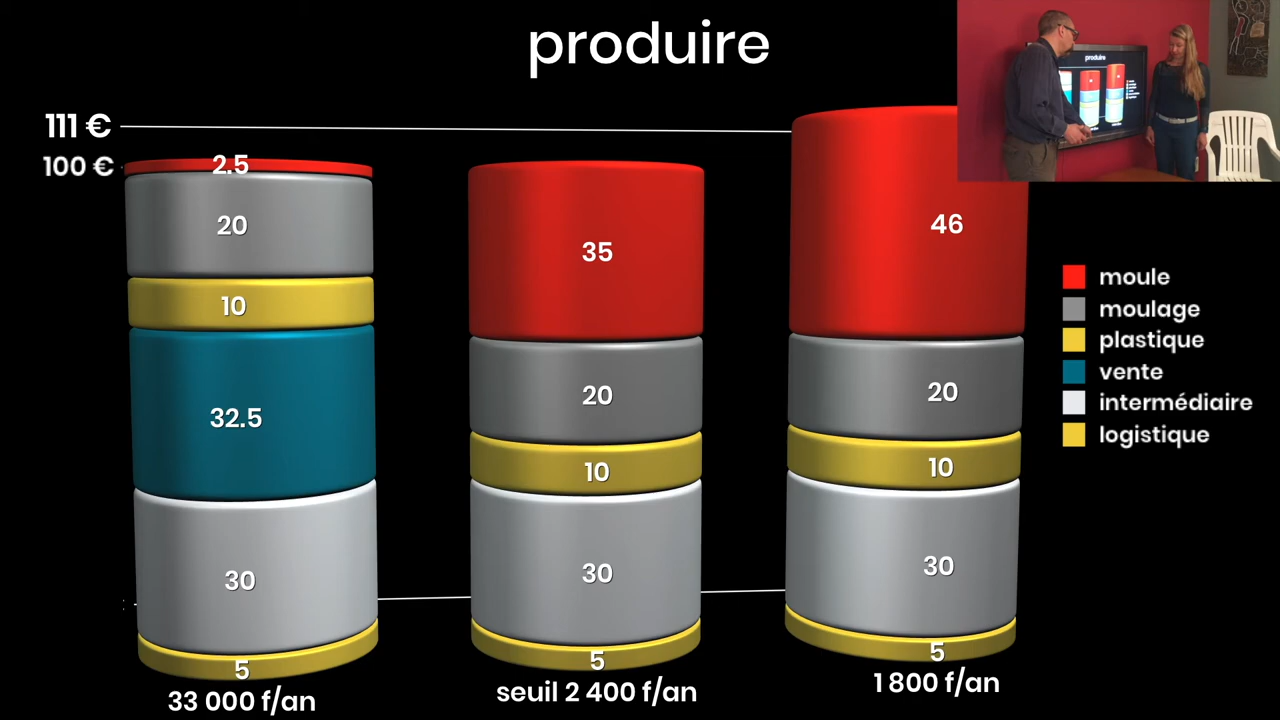 produire
111 €
100 €
2.5
20
10
32.5
30
5
33 000 f/an
35
20
10
30
5
seuil 2 400 f/an
46
20
10
30
5
1 800 f/an
moule
moulage
plastique
vente
intermédiaire
logistique
produire